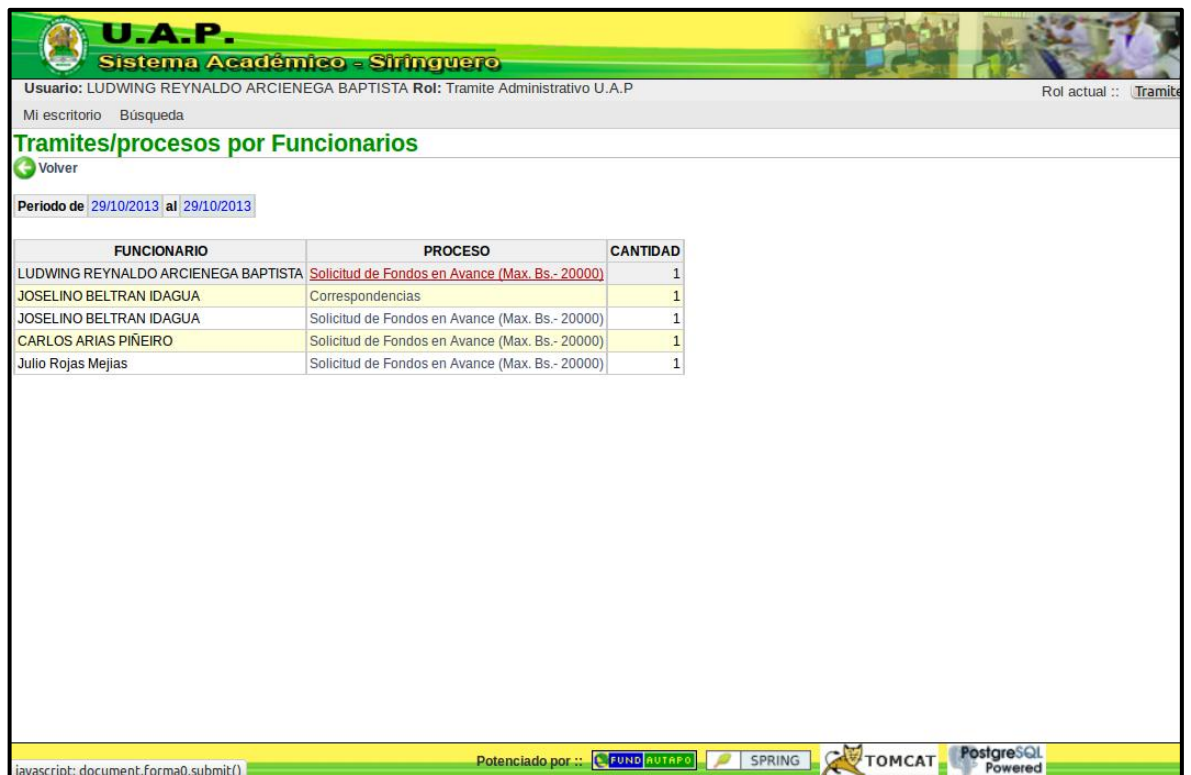 U.A.P.
Sistema Académico - Siringuero
Usuario: LUDWING REYNALDO ARCIENEGA BAPTISTA Rol: Tramite Administrativo U.A.P
Rol actual :: Tramite
Mi escritorio Búsqueda
Tramites/procesos por Funcionarios
Volver
Periodo de 29/10/2013 al 29/10/2013
FUNCIONARIO PROCESO CANTIDAD
LUDWING REYNALDO ARCIENEGA BAPTISTA Solicitud de Fondos en Avance (Max. Bs.- 20000) 1
JOSELINO BELTRAN IDAGUA Correspondencias 1
JOSELINO BELTRAN IDAGUA Solicitud de Fondos en Avance (Max. Bs.- 20000) 1
CARLOS ARIAS PIÑEIRO Solicitud de Fondos en Avance (Max. Bs.- 20000) 1
Julio Rojas Mejias Solicitud de Fondos en Avance (Max. Bs.- 20000) 1
Potenciado por :: FUND AUTAPO SPRING TOMCAT PostgreSQL Powered
javascript: document.forma0.submit()